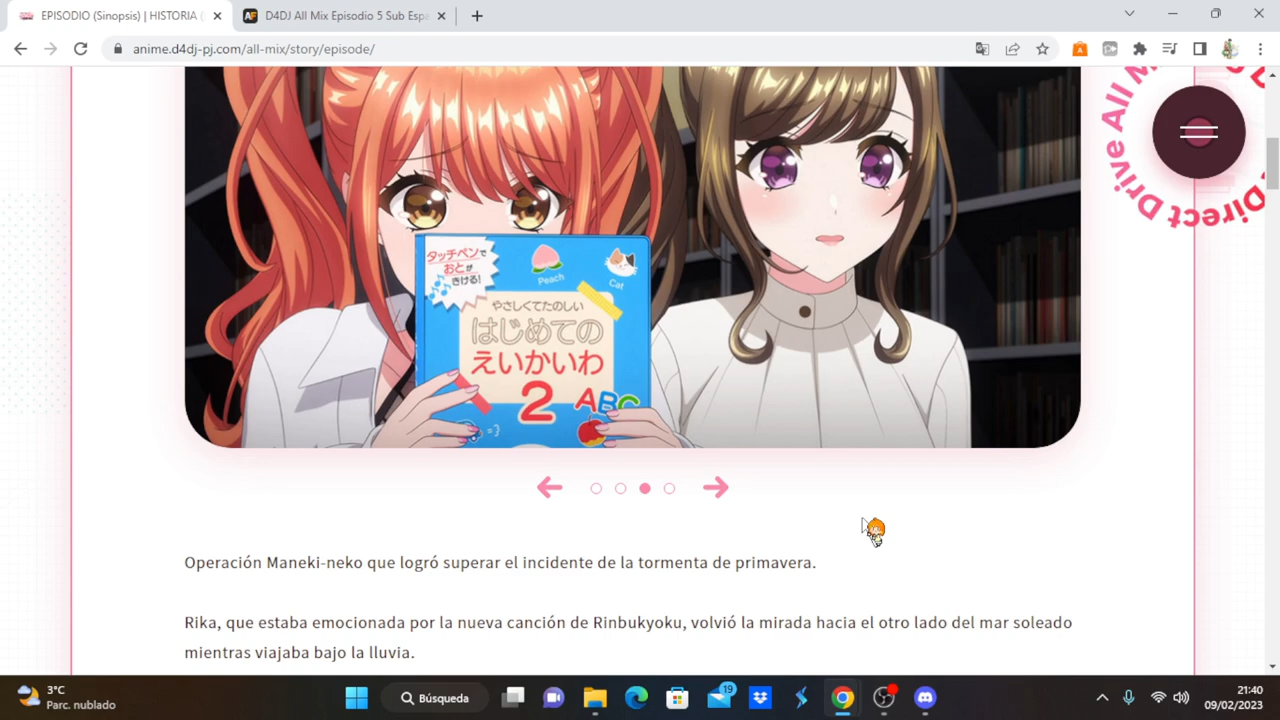 EPISODIO (Sinopsis) | HISTORIA (
D4DJ All Mix Episodio 5 Sub Espa
anime.d4dj-pj.com/all-mix/story/episode/
Direct Drive All M
タッチペンで
おとが
きける!
Peach
Cat
やさしくてたのしい
はじめての
えいかいわ
2
ABC
Operación Maneki-neko que logró superar el incidente de la tormenta de primavera.
Rika, que estaba emocionada por la nueva canción de Rinbukyoku, volvió la mirada hacia el otro lado del mar soleado
mientras viajaba bajo la lluvia.
3°C
Parc. nublado
Búsqueda
19
21:40
09/02/2023